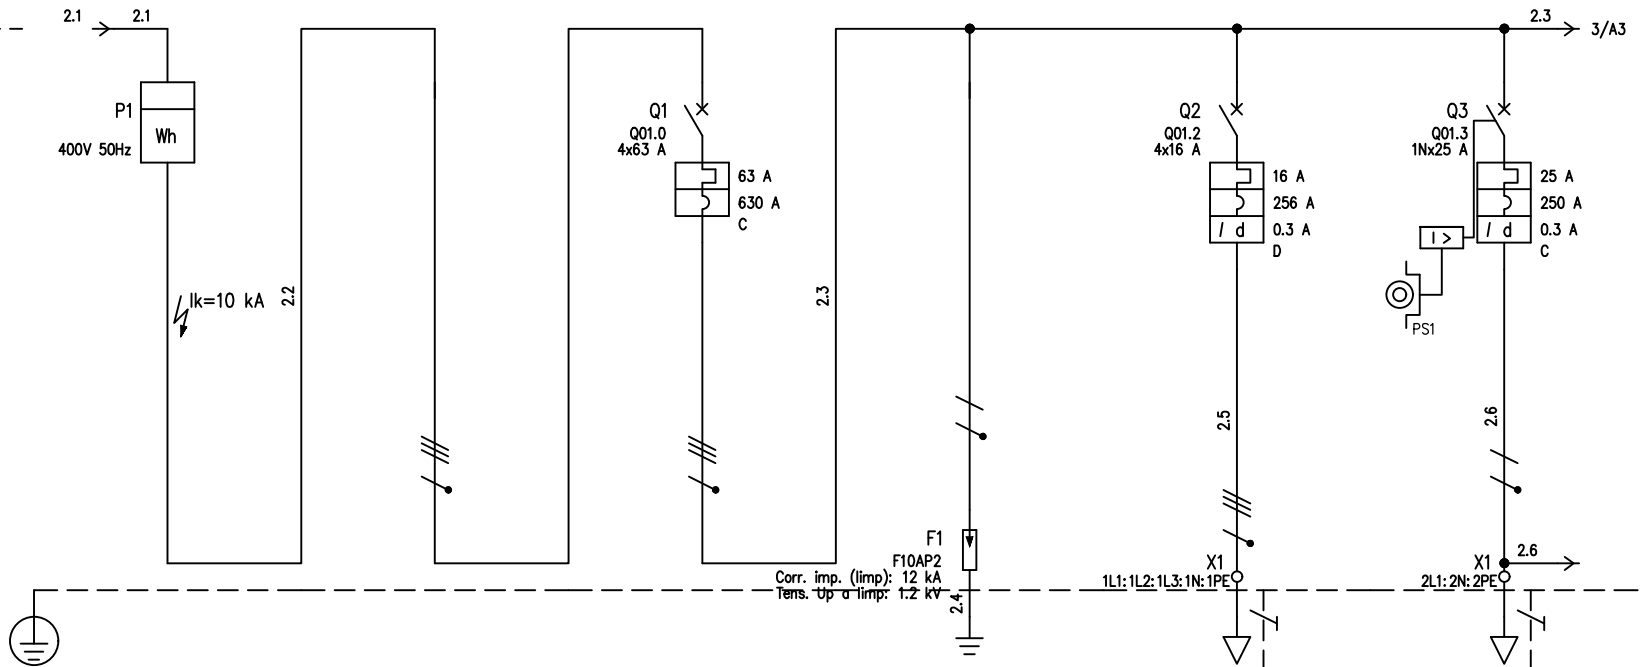 2.1
2.1
2.3
3/A3
P1
Wh
400V 50Hz
Q1
Q01.0
4x63 A
63 A
630 A
C
Q2
Q01.2
4x16 A
16 A
256 A
I d
0.3 A
D
Q3
Q01.3
1Nx25 A
25 A
250 A
I d
0.3 A
C
I >
PS1
Ik=10 kA
2.2
2.3
2.5
2.6
F1
F10AP2
Corr. imp. (Iimp): 12 kA
Tens. Up a Iimp: 1.2 kV
2.4
X1
1L1:1L2:1L3:1N:1PE
X1
2L1:2N:2PE
2.6